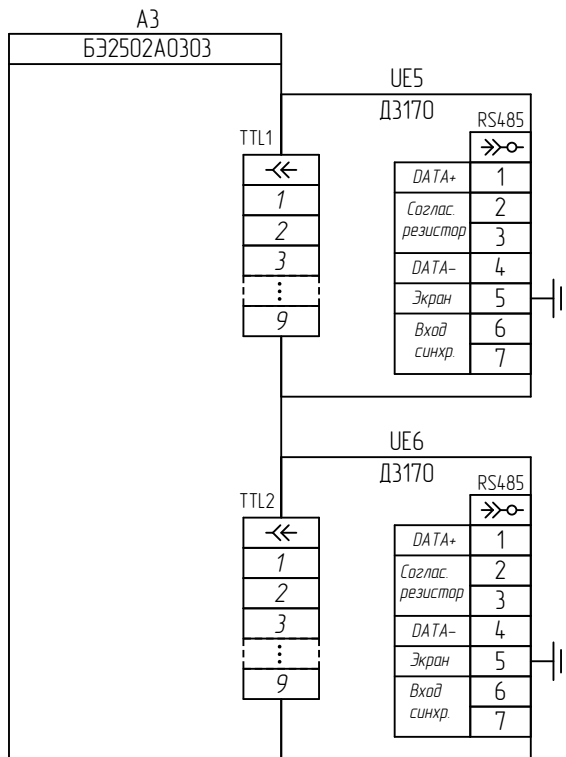 А3
БЭ2502А0303
UE5
Д3170
RS485
TTL1
1
2
3
⋮
9
DATA+
1
Соглас.
резистор
2
3
DATA–
4
Экран
5
Вход
синхр.
6
7
UE6
Д3170
RS485
TTL2
1
2
3
⋮
9
DATA+
1
Соглас.
резистор
2
3
DATA–
4
Экран
5
Вход
синхр.
6
7